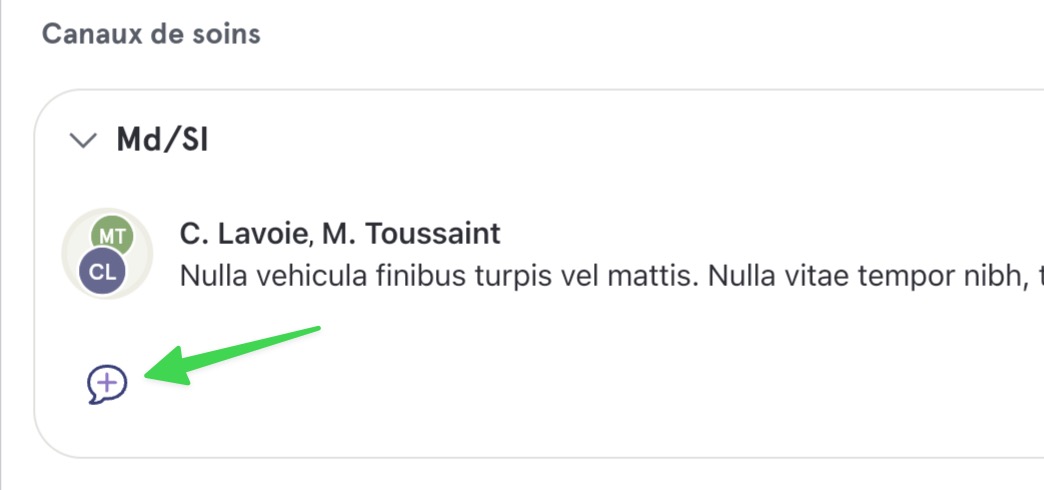 Canaux de soins
Md/SI
MT
CL
C. Lavoie, M. Toussaint
Nulla vehicula finibus turpis vel mattis. Nulla vitae tempor nibh,